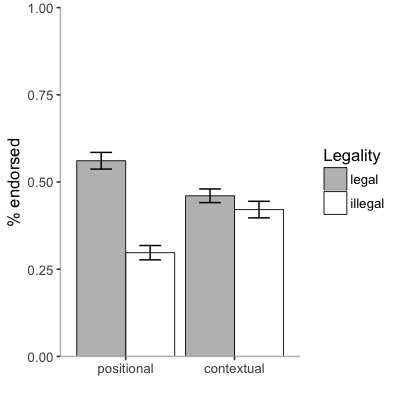 1.00
0.75
0.50
0.25
0.00
% endorsed
positional
contextual
Legality
legal
illegal